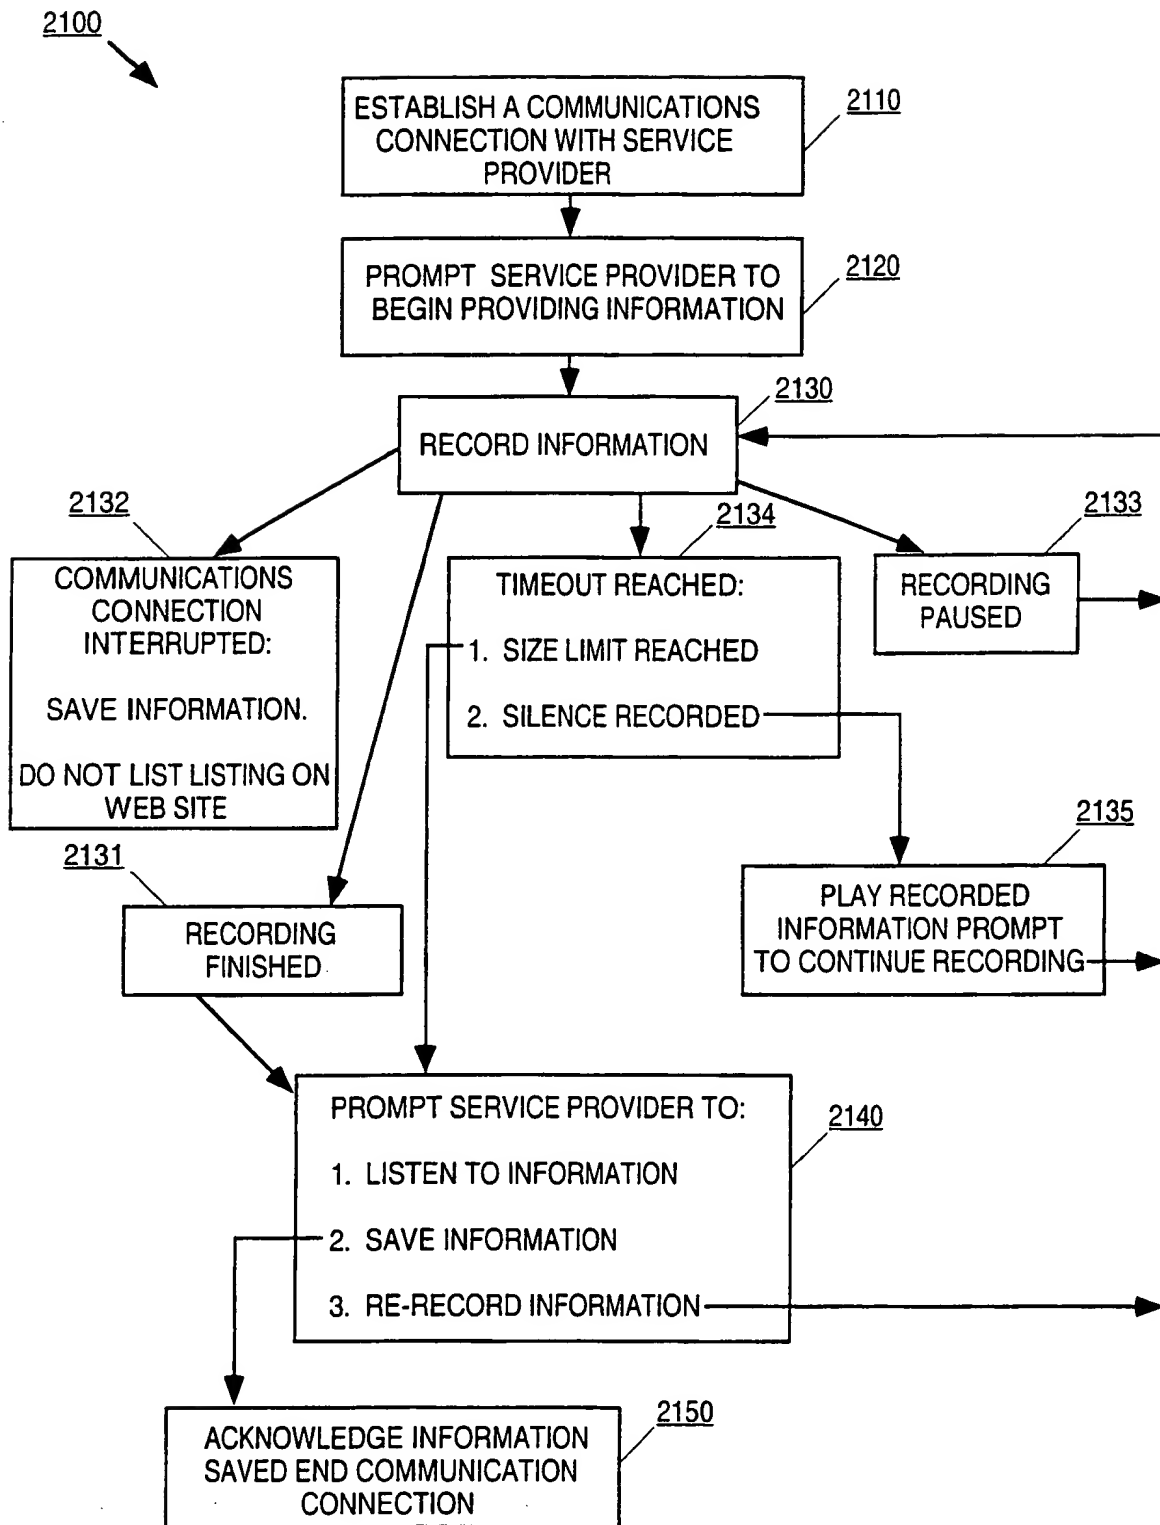 2100
ESTABLISH A COMMUNICATIONS
CONNECTION WITH SERVICE
PROVIDER
2110
PROMPT SERVICE PROVIDER TO
BEGIN PROVIDING INFORMATION
2120
RECORD INFORMATION
2130
2132
COMMUNICATIONS
CONNECTION
INTERRUPTED:
SAVE INFORMATION.
DO NOT LIST LISTING ON
WEB SITE
2134
TIMEOUT REACHED:
1. SIZE LIMIT REACHED
2. SILENCE RECORDED
2133
RECORDING
PAUSED
2135
PLAY RECORDED
INFORMATION PROMPT
TO CONTINUE RECORDING
2131
RECORDING
FINISHED
PROMPT SERVICE PROVIDER TO:
1. LISTEN TO INFORMATION
2. SAVE INFORMATION
3. RE-RECORD INFORMATION
2140
ACKNOWLEDGE INFORMATION
SAVED END COMMUNICATION
CONNECTION
2150